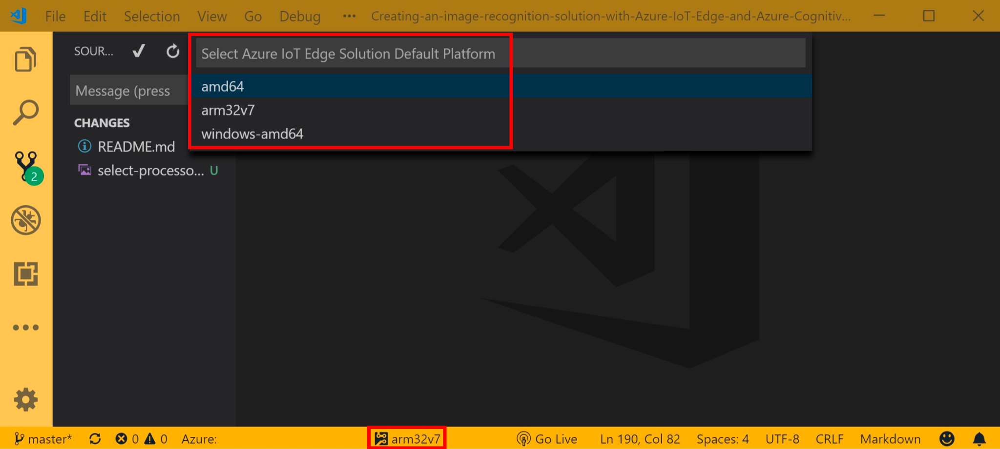 File Edit Selection View Go Debug ··· Creating-an-image-recognition-solution-with-Azure-IoT-Edge-and-Azure-Cognitiv...
SOUR...
Select Azure IoT Edge Solution Default Platform
amd64
arm32v7
windows-amd64
Message (press
CHANGES
README.md
select-processo... U
2
master* 0 0 Azure: arm32v7 Go Live Ln 190, Col 82 Spaces: 4 UTF-8 CRLF Markdown